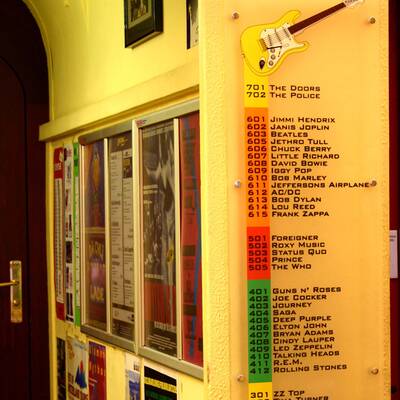 701 The Doors
702 The Police
601 Jimmy Hendrix
602 Janis Joplin
603 Beatles
605 Jethro Tull
606 Chuck Berry
607 Little Richard
608 David Bowie
609 Iggy Pop
610 Bob Marley
611 Jeffersons Airplane
612 AC/DC
613 Bob Dylan
614 Lou Reed
615 Frank Zappa
501 Foreigner
502 Roxy Music
503 Status Quo
504 Prince
505 The Who
401 Guns n' Roses
402 Joe Cocker
403 Journey
404 Saga
405 Deep Purple
406 Elton John
407 Bryan Adams
408 Cindy Lauper
409 Led Zeppelin
410 Talking Heads
411 R.E.M.
412 Rolling Stones
301 ZZ Top
Tina Turner